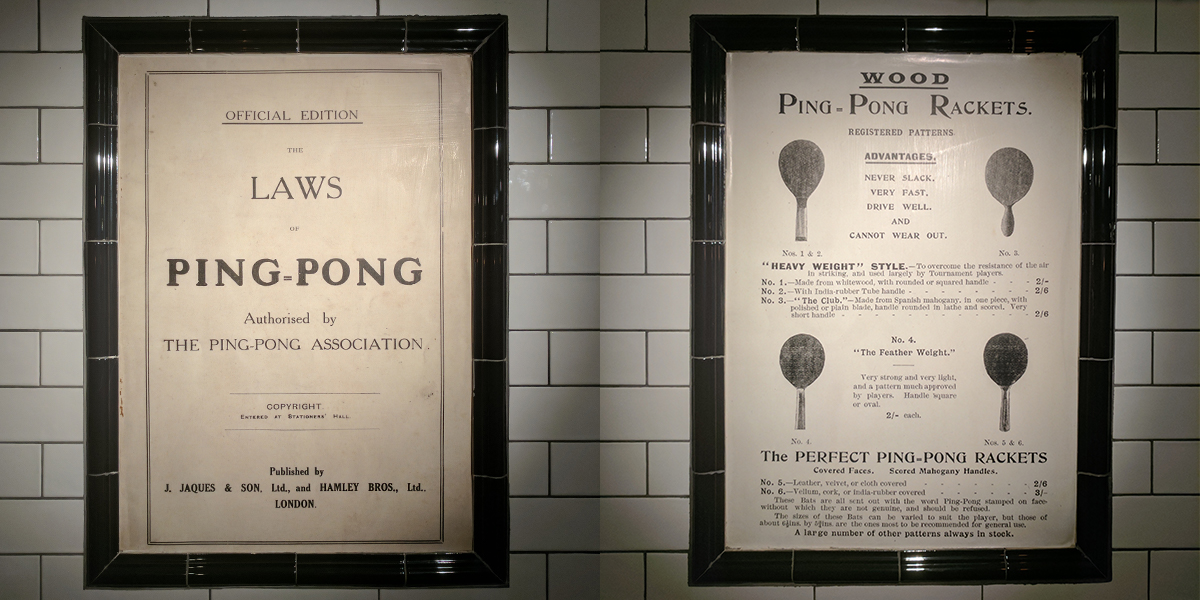 OFFICIAL EDITION
THE
LAWS
OF
PING-PONG
Authorised by
THE PING-PONG ASSOCIATION.
COPYRIGHT.
ENTERED AT STATIONERS' HALL.
Published by
J. JAQUES & SON, Ltd., and HAMLEY BROS., Ltd.,
LONDON.
WOOD
PING-PONG RACKETS.
REGISTERED PATTERNS
ADVANTAGES.
NEVER SLACK,
VERY FAST,
DRIVE WELL,
AND
CANNOT WEAR OUT.
Nos. 1 & 2.
No. 3.
"HEAVY WEIGHT" STYLE.—To overcome the resistance of the air
in striking, and used largely by Tournament players.
No. 1.—Made from whitewood, with rounded or squared handle - - - 2/-
No. 2.—With India-rubber Tube handle - - - - - - - - - 2/6
No. 3.—"The Club."—Made from Spanish mahogany, in one piece, with
polished or plain blade, handle rounded in lathe and scored. Very
short handle - - - - - - - - - - - - 2/6
No. 4.
"The Feather Weight."
Very strong and very light,
and a pattern much approved
by players. Handle square
or oval.
2/- each.
No. 4.
Nos. 5 & 6.
The PERFECT PING-PONG RACKETS
Covered Faces. Scored Mahogany Handles.
No. 5.—Leather, velvet, or cloth covered - - - - - - - 2/6
No. 6.—Vellum, cork, or india-rubber covered - - - - - - 3/-
These Bats are all sent out with the word Ping-Pong stamped on face—
without which they are not genuine, and should be refused.
The sizes of these Bats can be varied to suit the player, but those of
about ins. by ins. are the ones most to be recommended for general use.
A large number of other patterns always in stock.